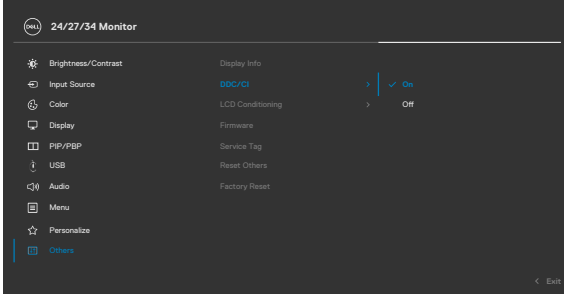 DELL 24/27/34 Monitor
Brightness/Contrast Display Info
Input Source DDC/CI > ✓ On
Color LCD Conditioning > Off
Display Firmware
PIP/PBP Service Tag
USB Reset Others
Audio Factory Reset
Menu
Personalize
Others
< Exit